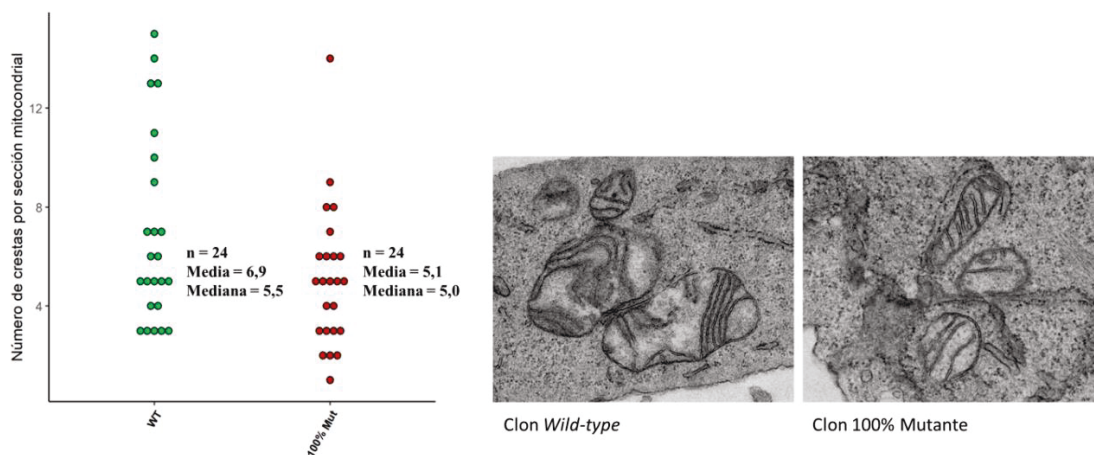 Número de crestas por sección mitocondrial
12
8
4
n = 24
Media = 6,9
Mediana = 5,5
n = 24
Media = 5,1
Mediana = 5,0
WT
100% Mut
Clon Wild-type
Clon 100% Mutante